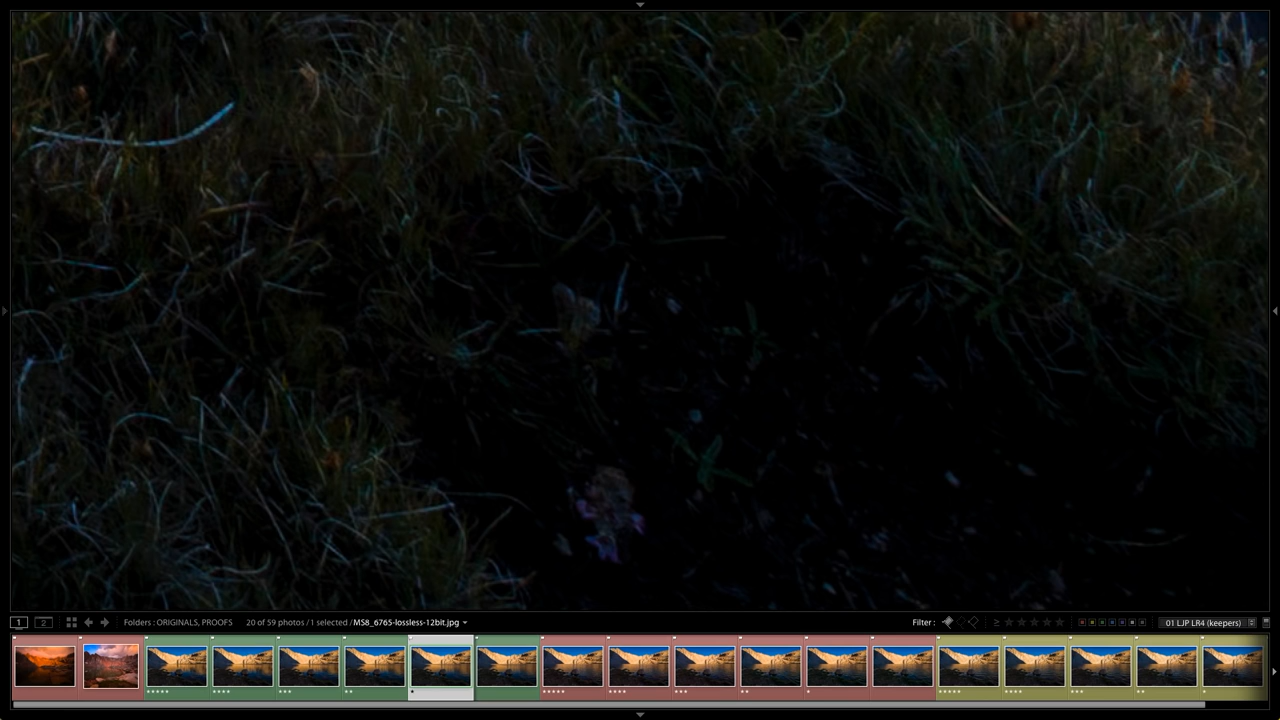 1 2 Folders : ORIGINALS, PROOFS 20 of 59 photos / 1 selected / MS8_6765-lossless-12bit.jpg Filter : ≥ 01 LJP LR4 (keepers)